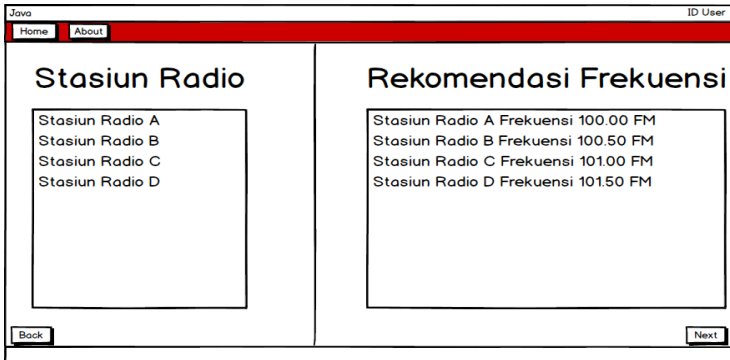 Java
ID User
Home
About
Stasiun Radio
Stasiun Radio A
Stasiun Radio B
Stasiun Radio C
Stasiun Radio D
Rekomendasi Frekuensi
Stasiun Radio A Frekuensi 100.00 FM
Stasiun Radio B Frekuensi 100.50 FM
Stasiun Radio C Frekuensi 101.00 FM
Stasiun Radio D Frekuensi 101.50 FM
Back
Next